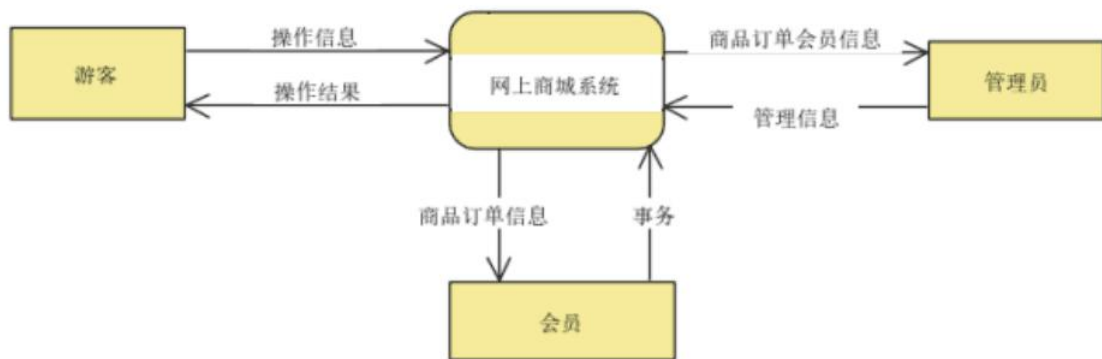 操作信息
商品订单会员信息
游客
网上商城系统
管理员
操作结果
管理信息
商品订单信息
事务
会员